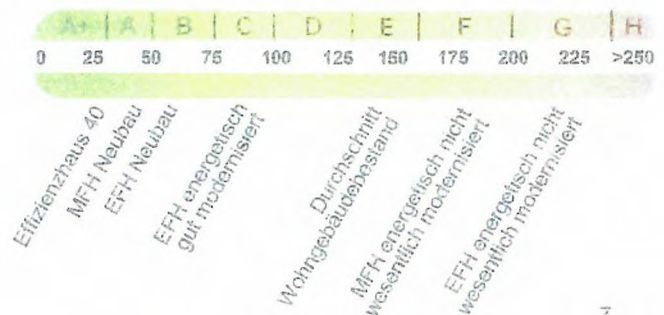 A+ | A | B | C | D | E | F | G | H
0 25 50 75 100 125 150 175 200 225 >250
Effizienzhaus 40
MFH Neubau
EFH Neubau
EFH energetisch
gut modernisiert
Durchschnitt
Wohngebäudebestand
MFH energetisch nicht
wesentlich modernisiert
EFH energetisch nicht
wesentlich modernisiert
7